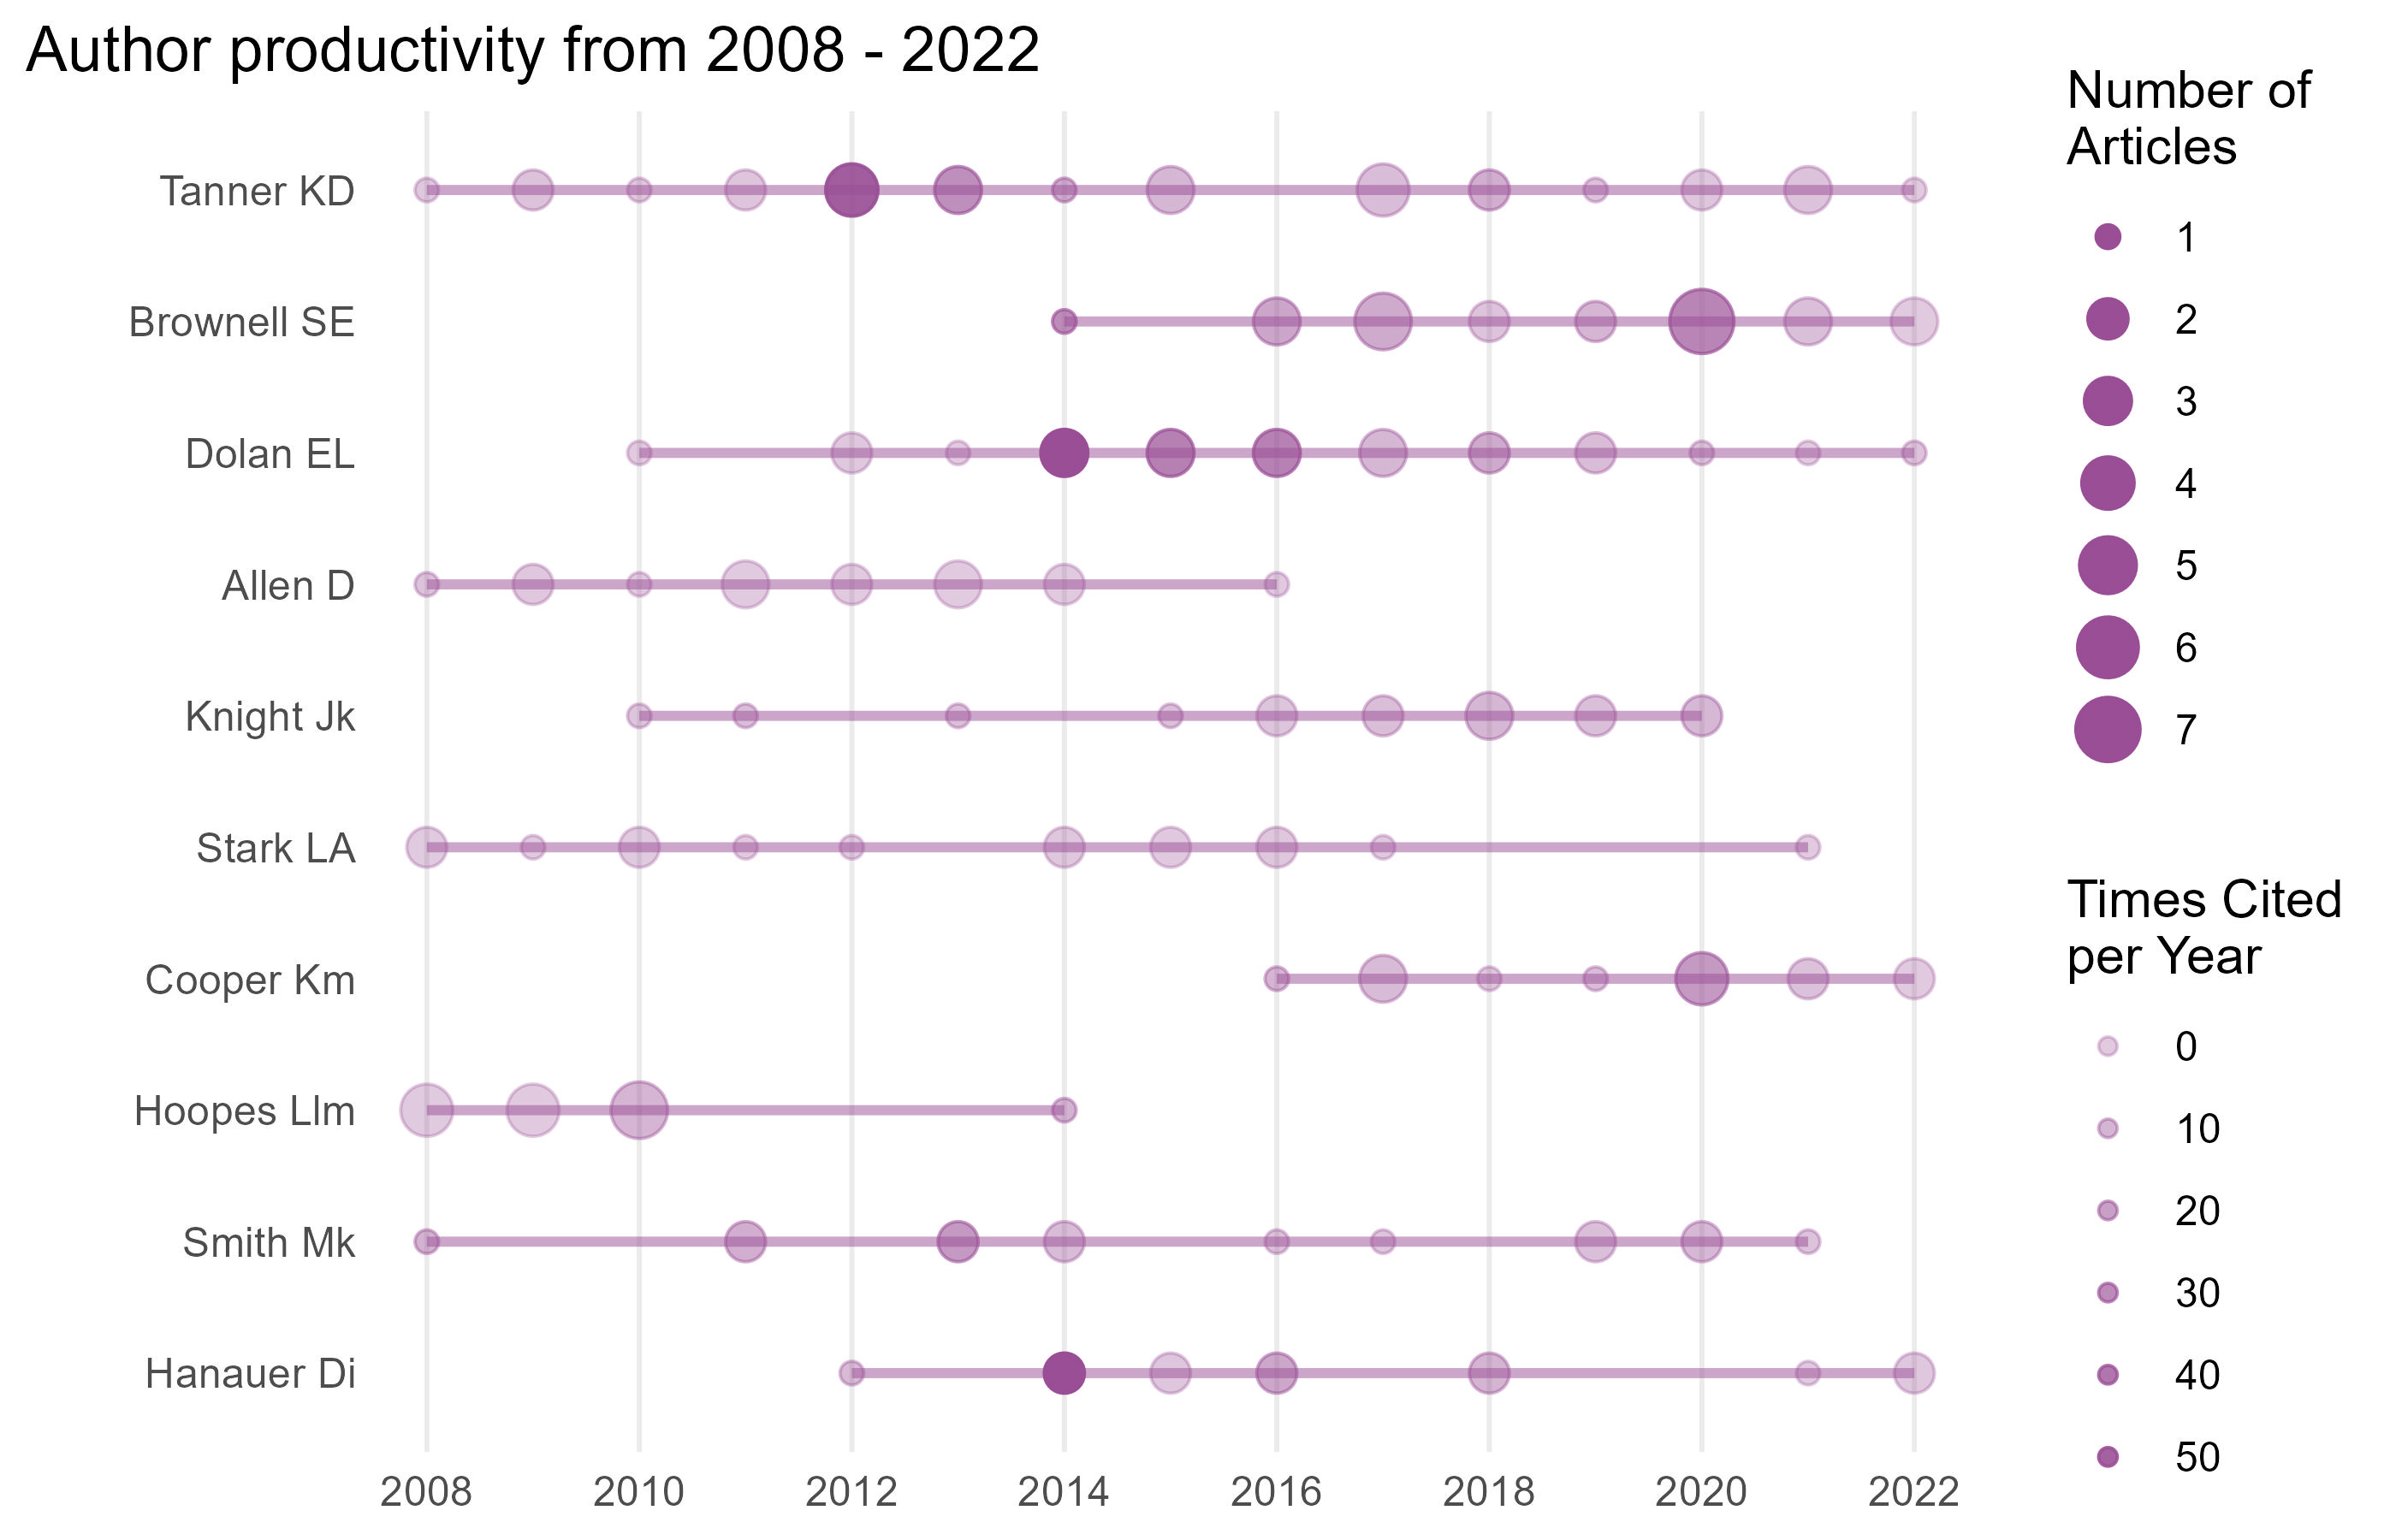 Author productivity from 2008 - 2022
Tanner KD
Brownell SE
Dolan EL
Allen D
Knight Jk
Stark LA
Cooper Km
Hoopes Llm
Smith Mk
Hanauer Di
2008 2010 2012 2014 2016 2018 2020 2022
Number of
Articles
1
2
3
4
5
6
7
Times Cited
per Year
0
10
20
30
40
50